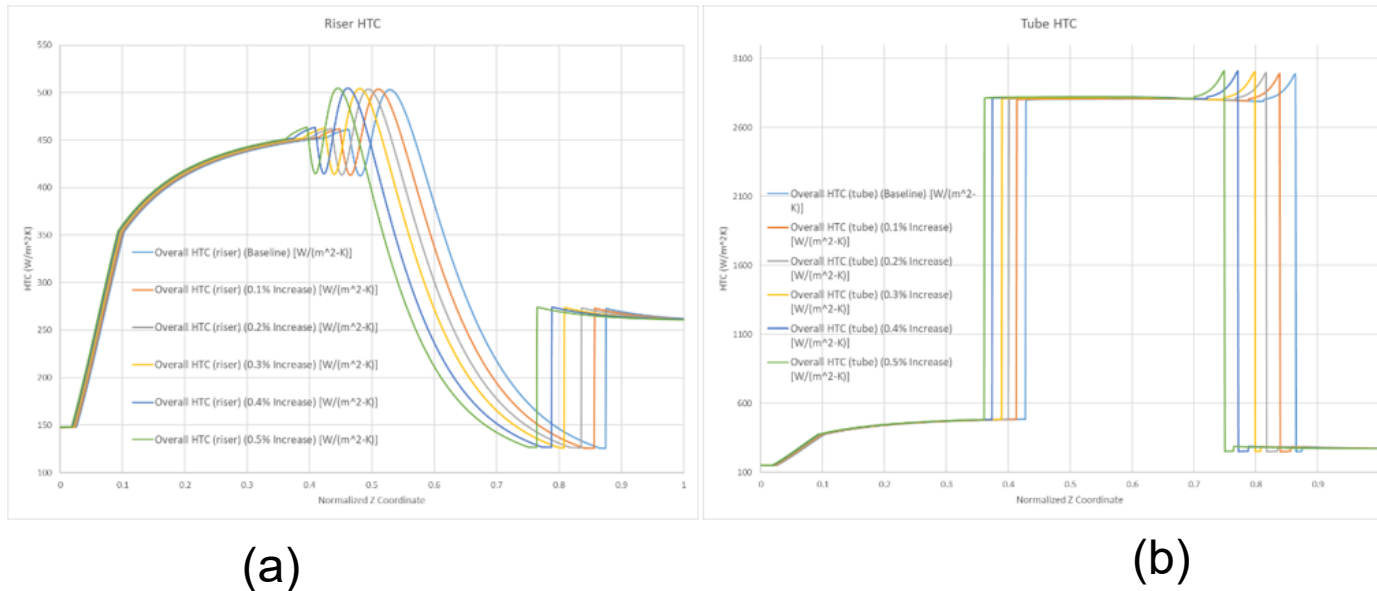 Riser HTC
550
500
450
400
350
300
250
200
150
100
HTC (W/m^2K)
Overall HTC (riser) (Baseline) [W/(m^2-K)]
Overall HTC (riser) (0.1% Increase) [W/(m^2-K)]
Overall HTC (riser) (0.2% Increase) [W/(m^2-K)]
Overall HTC (riser) (0.3% Increase) [W/(m^2-K)]
Overall HTC (riser) (0.4% Increase) [W/(m^2-K)]
Overall HTC (riser) (0.5% Increase) [W/(m^2-K)]
0 0.1 0.2 0.3 0.4 0.5 0.6 0.7 0.8 0.9 1
Normalized Z Coordinate
(a)
Tube HTC
3100
2600
2100
1600
1100
600
100
HTC (W/m^2K)
Overall HTC (tube) (Baseline) [W/(m^2-
K)]
Overall HTC (tube) (0.1% Increase)
[W/(m^2-K)]
Overall HTC (tube) (0.2% Increase)
[W/(m^2-K)]
Overall HTC (tube) (0.3% Increase)
[W/(m^2-K)]
Overall HTC (tube) (0.4% Increase)
[W/(m^2-K)]
Overall HTC (tube) (0.5% Increase)
[W/(m^2-K)]
0 0.1 0.2 0.3 0.4 0.5 0.6 0.7 0.8 0.9
Normalized Z Coordinate
(b)